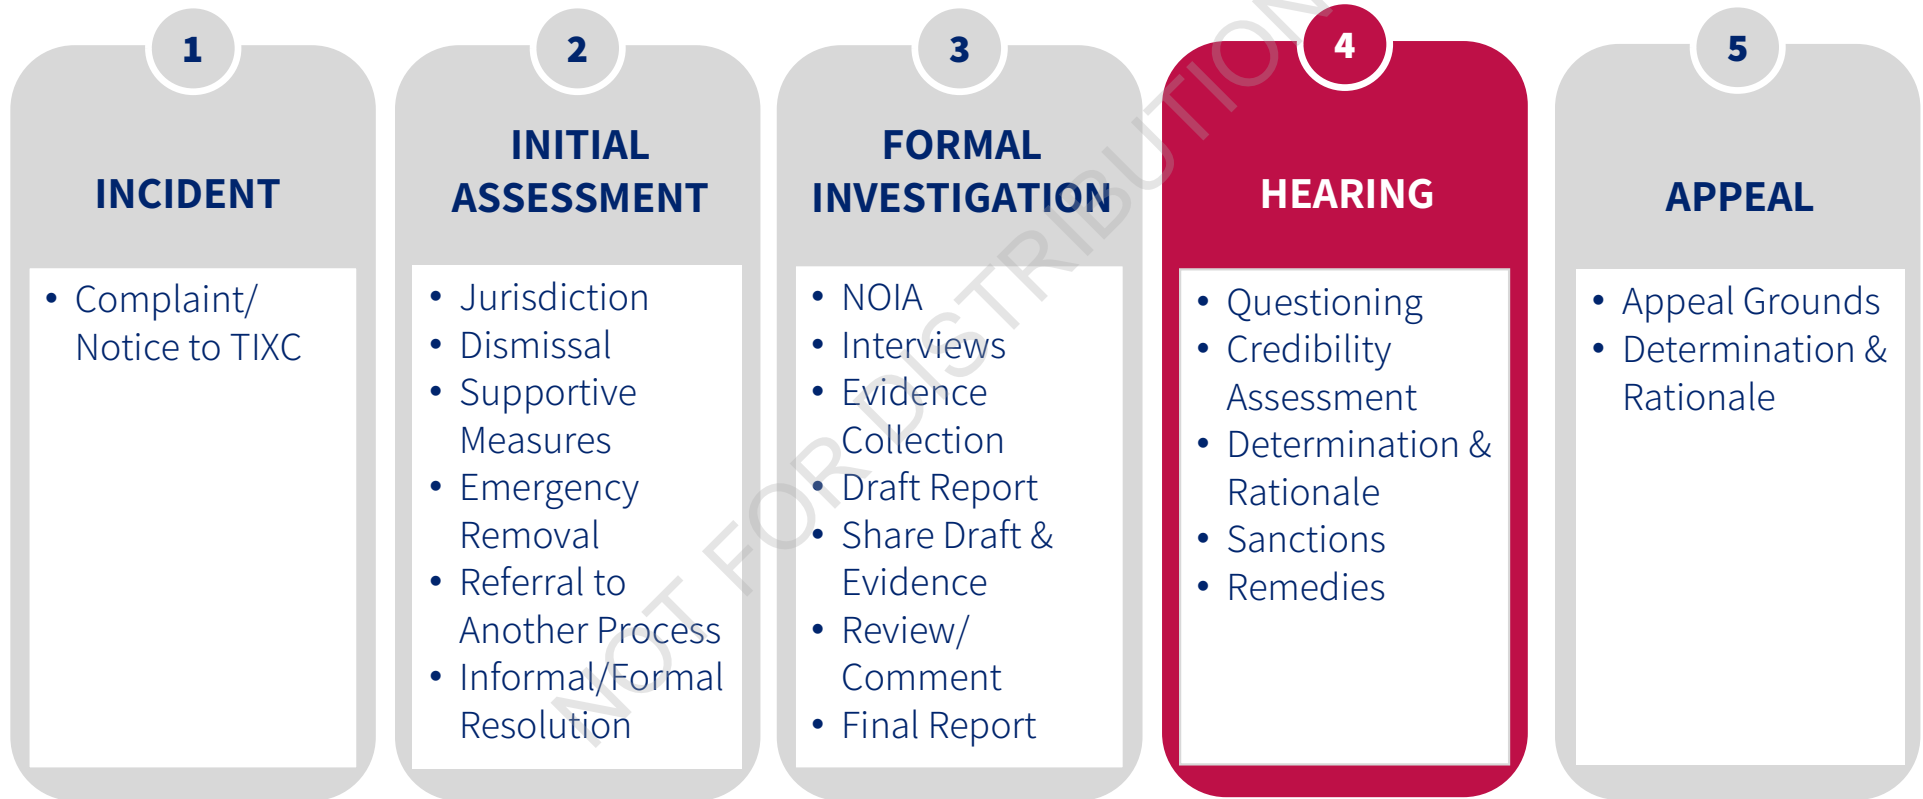 1
INCIDENT
• Complaint/
Notice to TIXC
2
INITIAL
ASSESSMENT
• Jurisdiction
• Dismissal
• Supportive
Measures
• Emergency
Removal
• Referral to
Another Process
• Informal/Formal
Resolution
3
FORMAL
INVESTIGATION
• NOIA
• Interviews
• Evidence
Collection
• Draft Report
• Share Draft &
Evidence
• Review/
Comment
• Final Report
4
HEARING
• Questioning
• Credibility
Assessment
• Determination &
Rationale
• Sanctions
• Remedies
5
APPEAL
• Appeal Grounds
• Determination &
Rationale
NOT FOR DISTRIBUTION